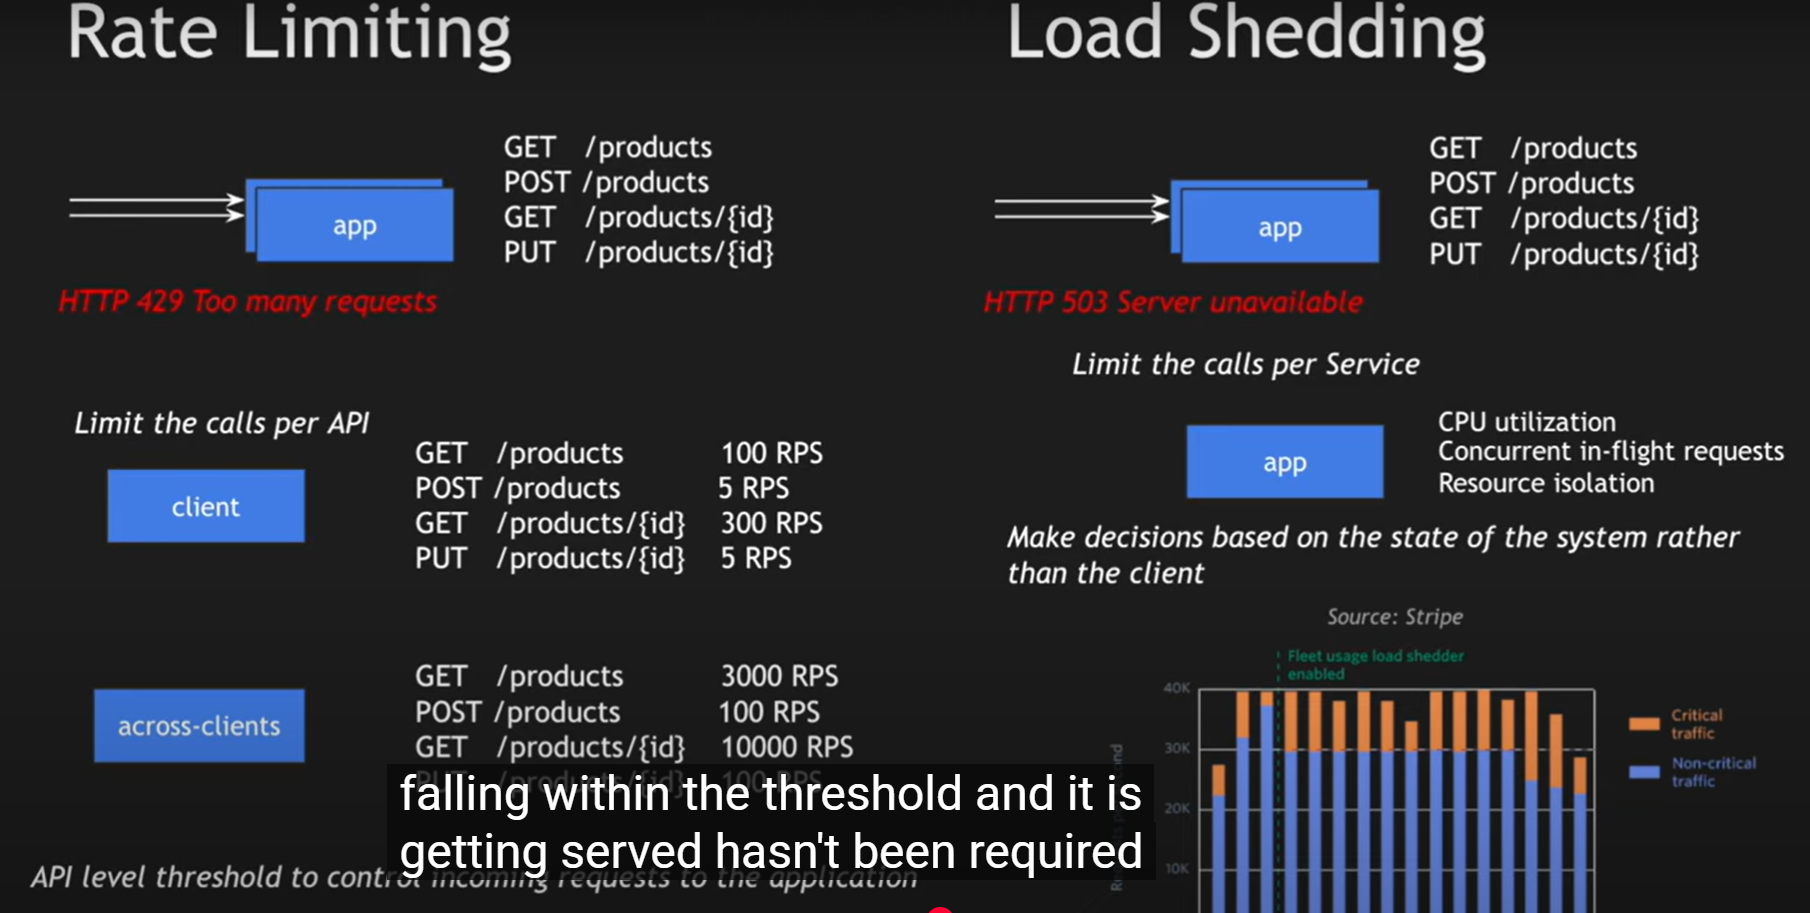 Rate Limiting
GET /products
POST /products
GET /products/{id}
PUT /products/{id}
app
HTTP 429 Too many requests
Limit the calls per API
client
GET /products 100 RPS
POST /products 5 RPS
GET /products/{id} 300 RPS
PUT /products/{id} 5 RPS
across-clients
GET /products 3000 RPS
POST /products 100 RPS
GET /products/{id} 10000 RPS
PUT /products/{id} 100 RPS
API level threshold to control incoming requests to the application
Load Shedding
GET /products
POST /products
GET /products/{id}
PUT /products/{id}
app
HTTP 503 Server unavailable
Limit the calls per Service
app
CPU utilization
Concurrent in-flight requests
Resource isolation
Make decisions based on the state of the system rather
than the client
Source: Stripe
Fleet usage load shedder
enabled
40K
30K
20K
10K
Critical
traffic
Non-critical
traffic
falling within the threshold and it is
getting served hasn't been required